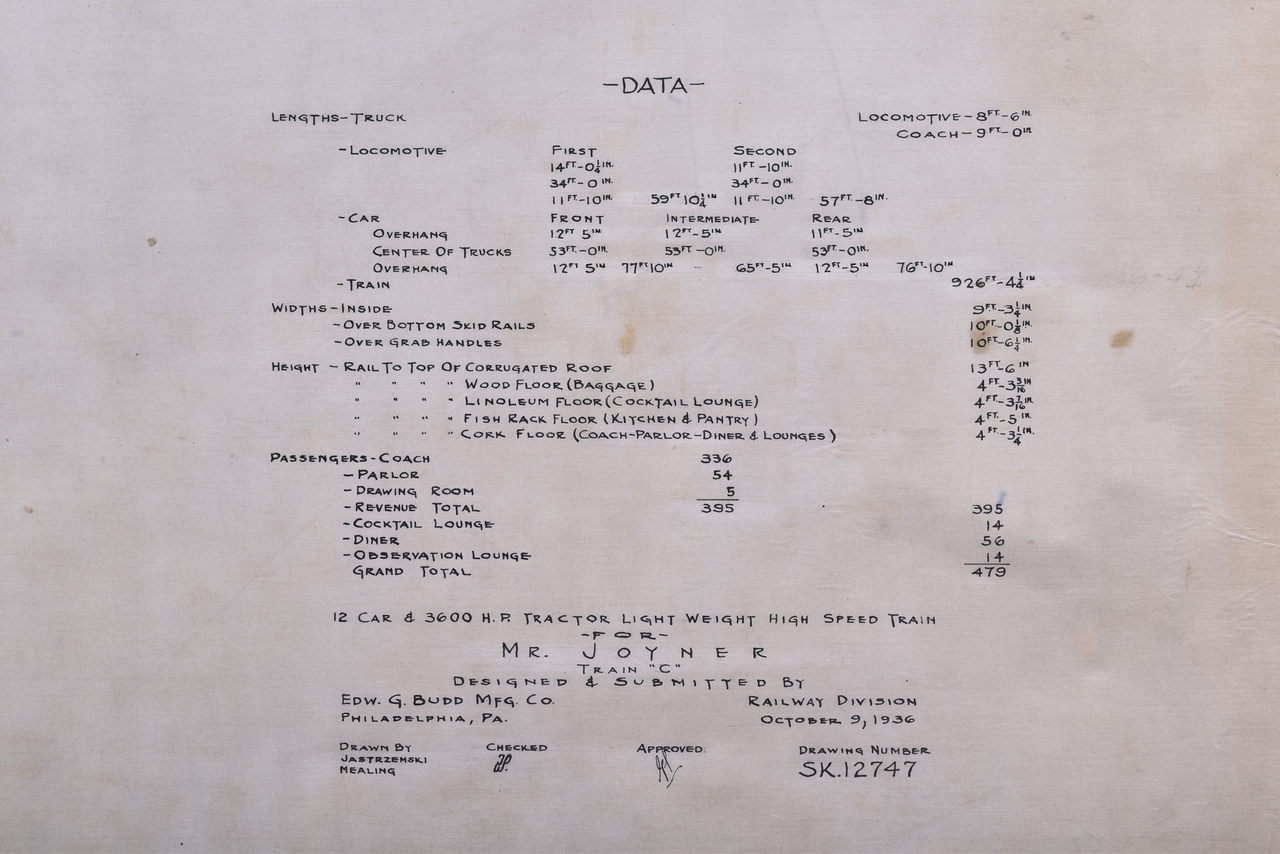 -DATA-
LENGTHS-TRUCK LOCOMOTIVE-8FT-6IN.
COACH-9FT-0IN.
-LOCOMOTIVE FIRST SECOND
14FT-0¼IN. 11FT-10IN.
34FT-0IN. 34FT-0IN.
11FT-10IN. 59FT 10¼IN 11FT.-10IN. 57FT-8IN.
-CAR FRONT INTERMEDIATE REAR
OVERHANG 12FT 5IN 12FT-5IN 11FT-5IN
CENTER OF TRUCKS 53FT-0IN. 53FT-0IN. 53FT-0IN.
OVERHANG 12FT 5IN 77FT 10IN - 65FT-5IN 12FT-5IN 76FT-10IN
-TRAIN 926FT-4¼IN
WIDTHS-INSIDE 9FT-3¼IN.
-OVER BOTTOM SKID RAILS 10FT-0⅛IN.
-OVER GRAB HANDLES 10FT-6¼IN.
HEIGHT - RAIL TO TOP OF CORRUGATED ROOF 13FT-6IN
" " " " WOOD FLOOR (BAGGAGE) 4FT-3 3/16IN
" " " " LINOLEUM FLOOR (COCKTAIL LOUNGE) 4FT-3 7/16IN.
" " " " FISH RACK FLOOR (KITCHEN & PANTRY) 4FT-5IN.
" " " " CORK FLOOR (COACH-PARLOR-DINER & LOUNGES) 4FT-3¼IN.
PASSENGERS-COACH 336
-PARLOR 54
-DRAWING ROOM 5
-REVENUE TOTAL 395 395
-COCKTAIL LOUNGE 14
-DINER 56
-OBSERVATION LOUNGE 14
GRAND TOTAL 479
12 CAR & 3600 H.P. TRACTOR LIGHT WEIGHT HIGH SPEED TRAIN
-FOR-
MR. JOYNER
TRAIN "C"
DESIGNED & SUBMITTED BY
EDW. G. BUDD MFG. CO. RAILWAY DIVISION
PHILADELPHIA, PA. OCTOBER 9, 1936
DRAWN BY CHECKED APPROVED. DRAWING NUMBER
JASTRZEMSKI
MEALING SK.12747